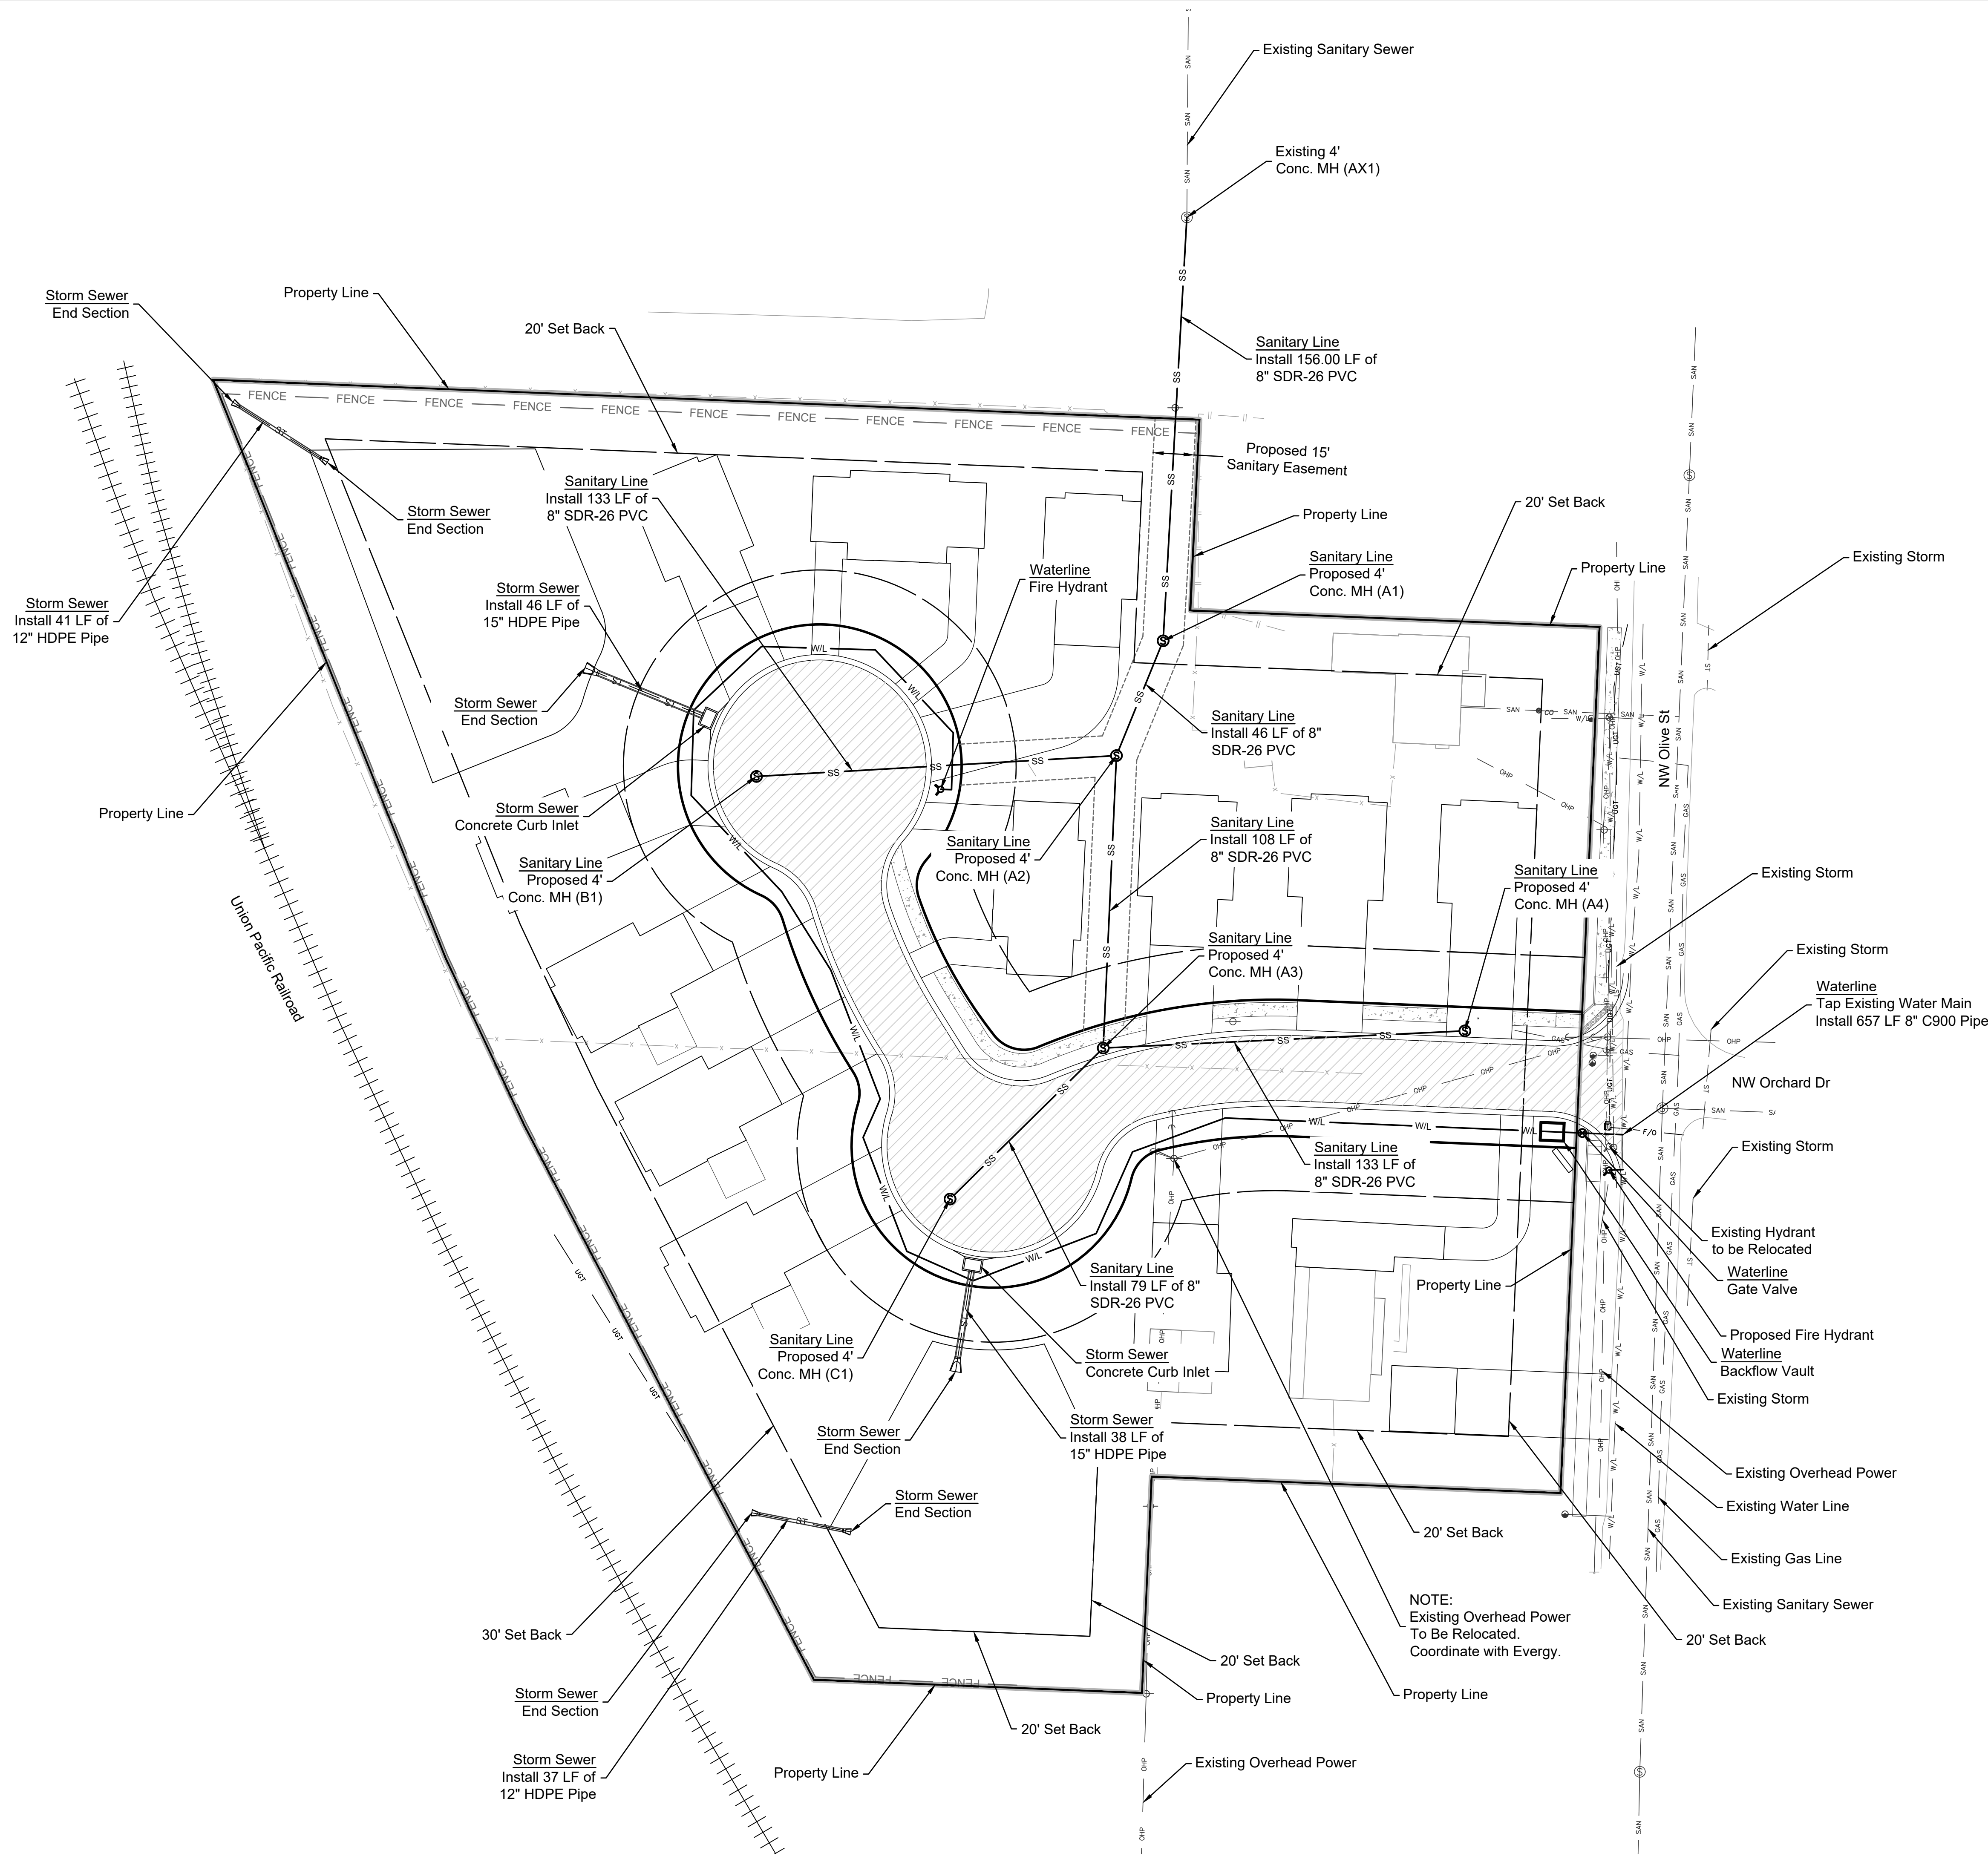 Existing Sanitary Sewer
Existing 4'
Conc. MH (AX1)
Storm Sewer
End Section
Property Line
20' Set Back
Sanitary Line
Install 156.00 LF of
8" SDR-26 PVC
FENCE FENCE FENCE FENCE FENCE FENCE FENCE FENCE FENCE FENCE FENCE
Proposed 15'
Sanitary Easement
Sanitary Line
Install 133 LF of
8" SDR-26 PVC
Storm Sewer
End Section
20' Set Back
Property Line
Sanitary Line
Proposed 4'
Conc. MH (A1)
Existing Storm
Property Line
Waterline
Fire Hydrant
Storm Sewer
Install 46 LF of
15" HDPE Pipe
Storm Sewer
Install 41 LF of
12" HDPE Pipe
Storm Sewer
End Section
Sanitary Line
Install 46 LF of 8"
SDR-26 PVC
NW Olive St
Storm Sewer
Concrete Curb Inlet
Property Line
Sanitary Line
Install 108 LF of
8" SDR-26 PVC
Sanitary Line
Proposed 4'
Conc. MH (A2)
Sanitary Line
Proposed 4'
Conc. MH (B1)
Sanitary Line
Proposed 4'
Conc. MH (A4)
Existing Storm
Union Pacific Railroad
Sanitary Line
Proposed 4'
Conc. MH (A3)
Existing Storm
Waterline
Tap Existing Water Main
Install 657 LF 8" C900 Pipe
NW Orchard Dr
Sanitary Line
Install 133 LF of
8" SDR-26 PVC
Existing Storm
Existing Hydrant
to be Relocated
Sanitary Line
Install 79 LF of 8"
SDR-26 PVC
Property Line
Waterline
Gate Valve
Proposed Fire Hydrant
Sanitary Line
Proposed 4'
Conc. MH (C1)
Storm Sewer
Concrete Curb Inlet
Waterline
Backflow Vault
Existing Storm
Storm Sewer
End Section
Storm Sewer
Install 38 LF of
15" HDPE Pipe
Existing Overhead Power
Storm Sewer
End Section
Existing Water Line
20' Set Back
Existing Gas Line
NOTE:
Existing Overhead Power
To Be Relocated.
Coordinate with Evergy.
Existing Sanitary Sewer
30' Set Back
20' Set Back
20' Set Back
Storm Sewer
End Section
Property Line
Property Line
20' Set Back
Storm Sewer
Install 37 LF of
12" HDPE Pipe
Property Line
Existing Overhead Power